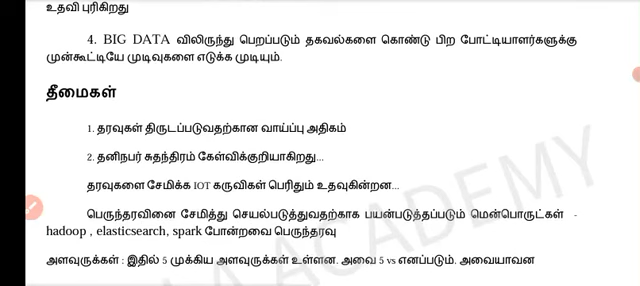 உதவி புரிகிறது
4. BIG DATA விலிருந்து பெறப்படும் தகவல்களை கொண்டு பிற போட்டியாளர்களுக்கு
முன்கூட்டியே முடிவுகளை எடுக்க முடியும்.
தீமைகள்
1. தரவுகள் திருடப்படுவதற்கான வாய்ப்பு அதிகம்
2. தனிநபர் சுதந்திரம் கேள்விக்குறியாகிறது...
தரவுகளை சேமிக்க IOT கருவிகள் பெரிதும் உதவுகின்றன...
பெருந்தரவினை சேமித்து செயல்படுத்துவதற்காக பயன்படுத்தப்படும் மென்பொருட்கள் -
hadoop , elasticsearch, spark போன்றவை பெருந்தரவு
அளவுருக்கள் : இதில் 5 முக்கிய அளவுருக்கள் உள்ளன. அவை 5 vs எனப்படும். அவையாவன
ACADEMY